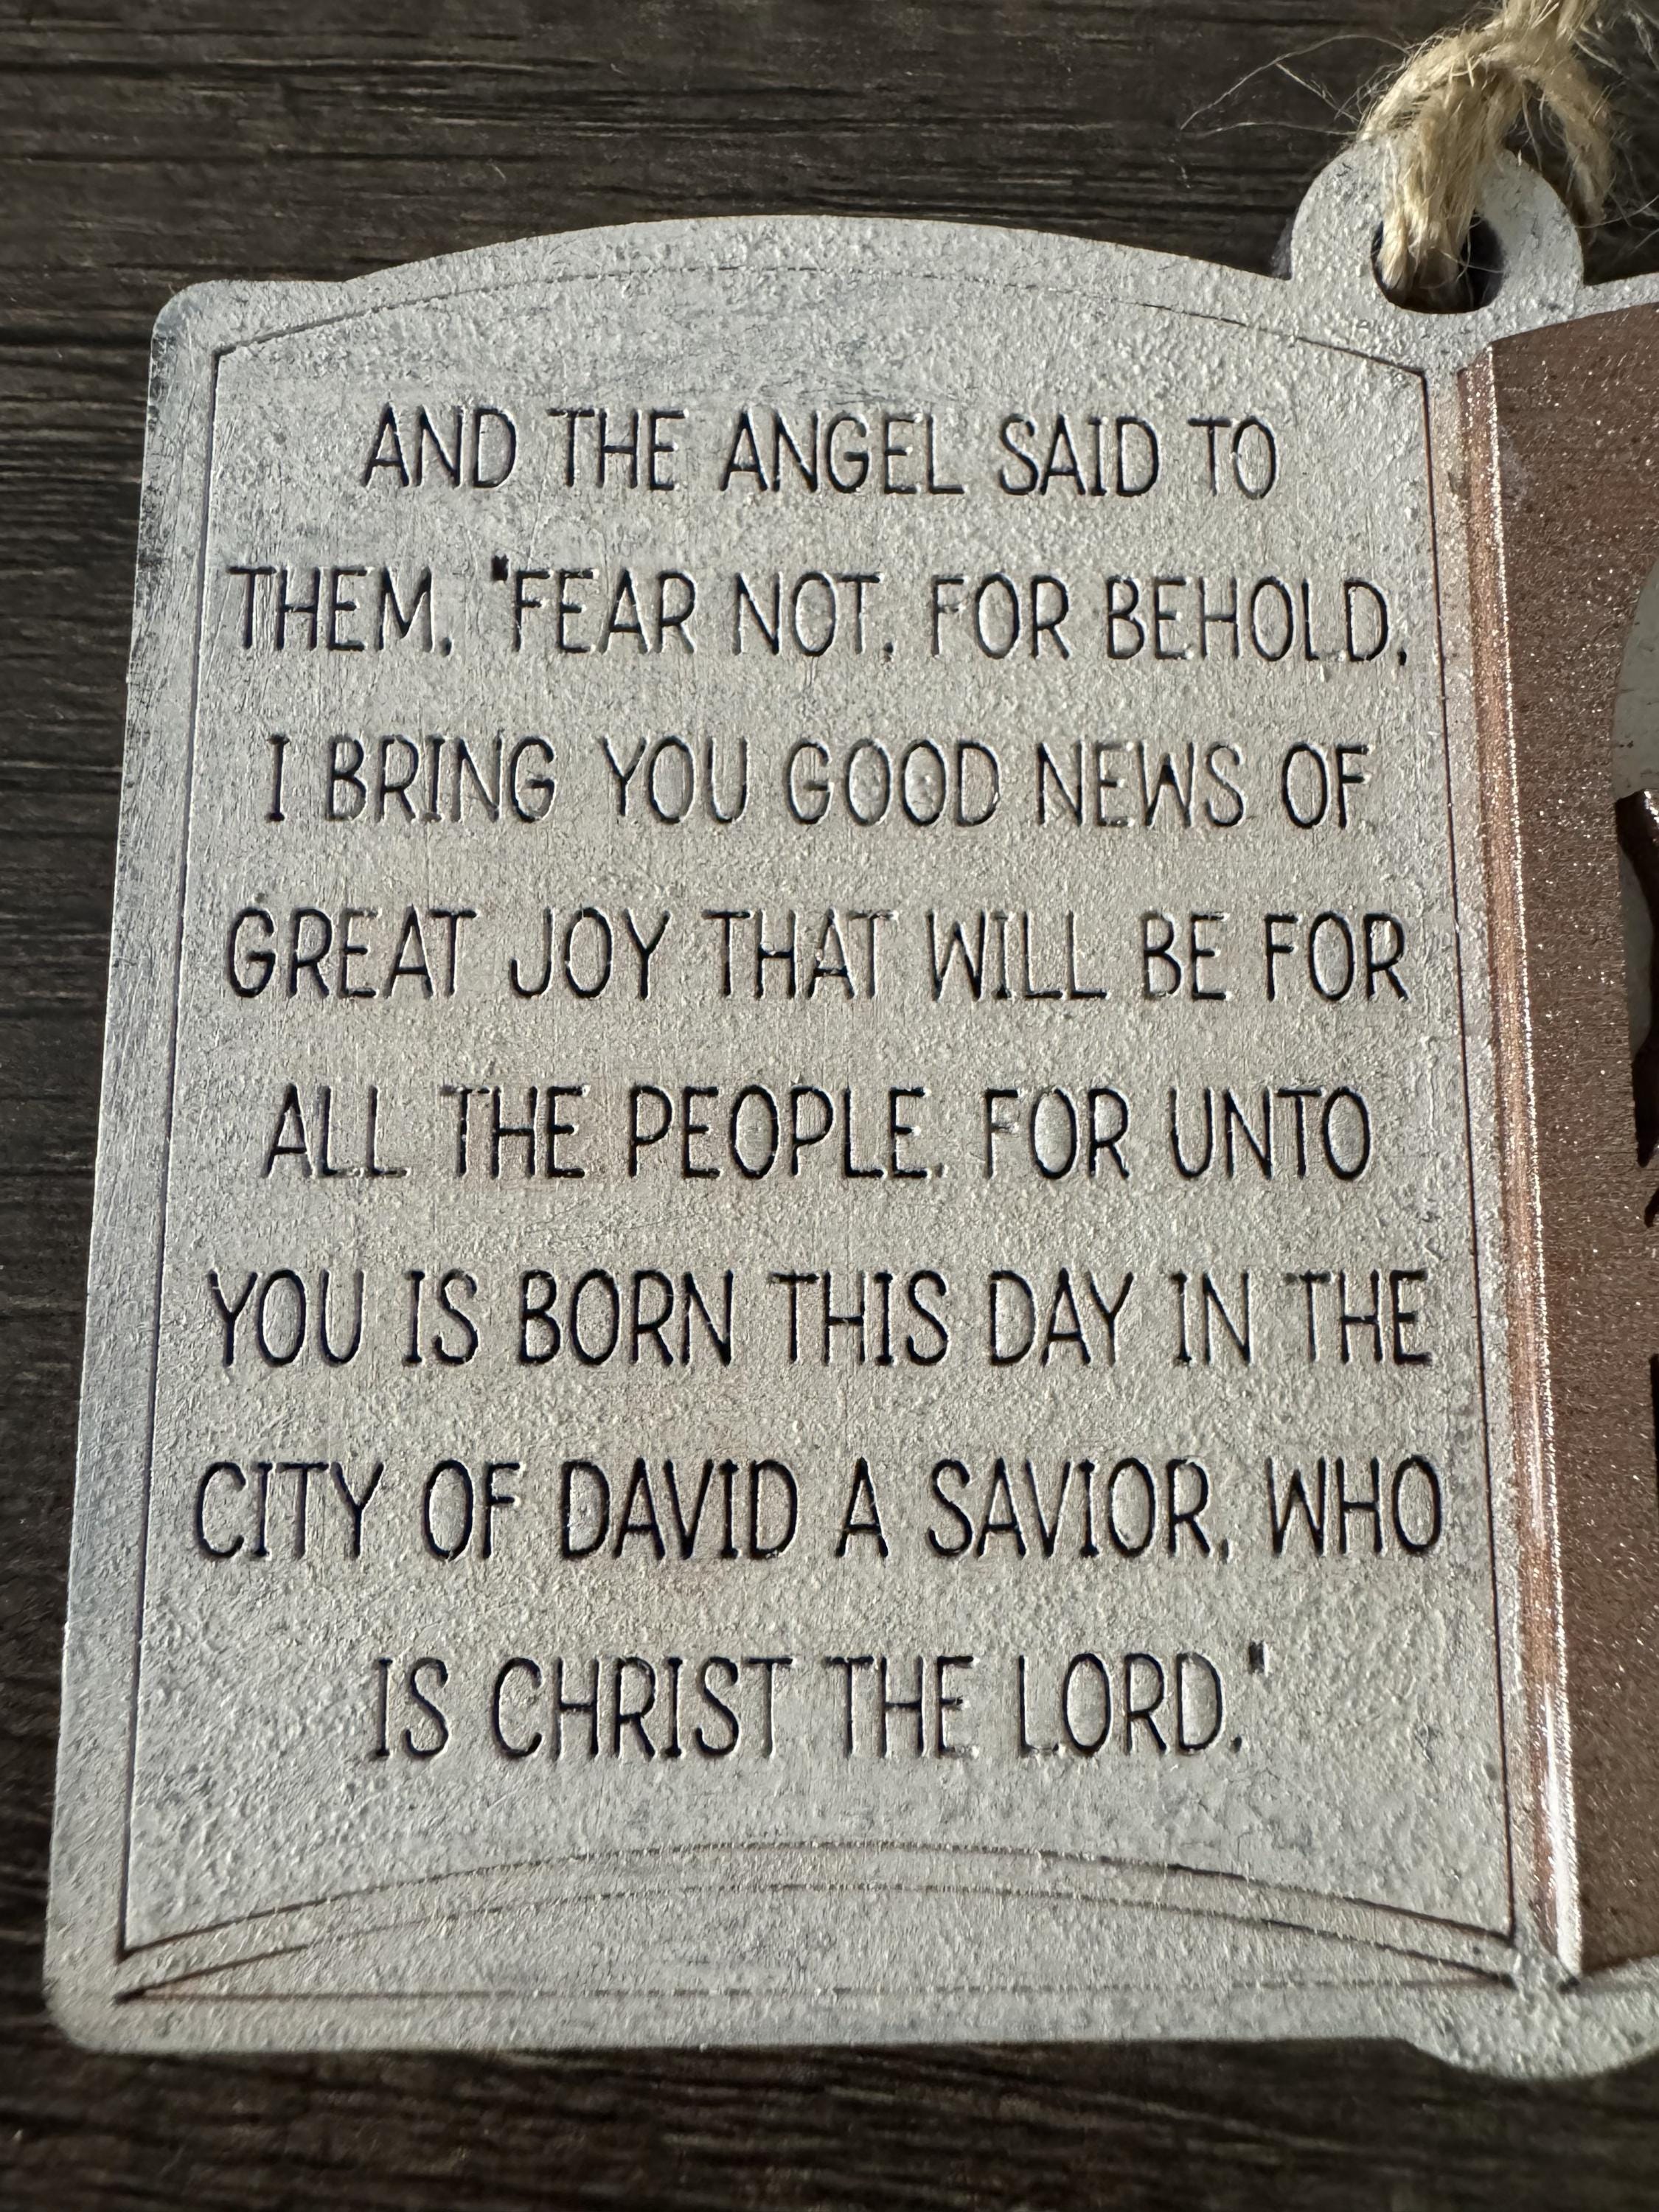 AND THE ANGEL SAID TO
THEM, "FEAR NOT, FOR BEHOLD,
I BRING YOU GOOD NEWS OF
GREAT JOY THAT WILL BE FOR
ALL THE PEOPLE. FOR UNTO
YOU IS BORN THIS DAY IN THE
CITY OF DAVID A SAVIOR, WHO
IS CHRIST THE LORD."